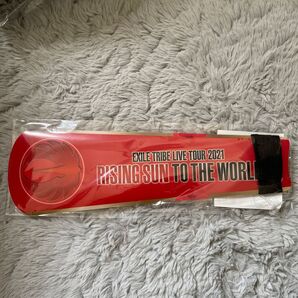 EXILE TRIBE LIVE TOUR 2021
RISING SUN TO THE WORLD